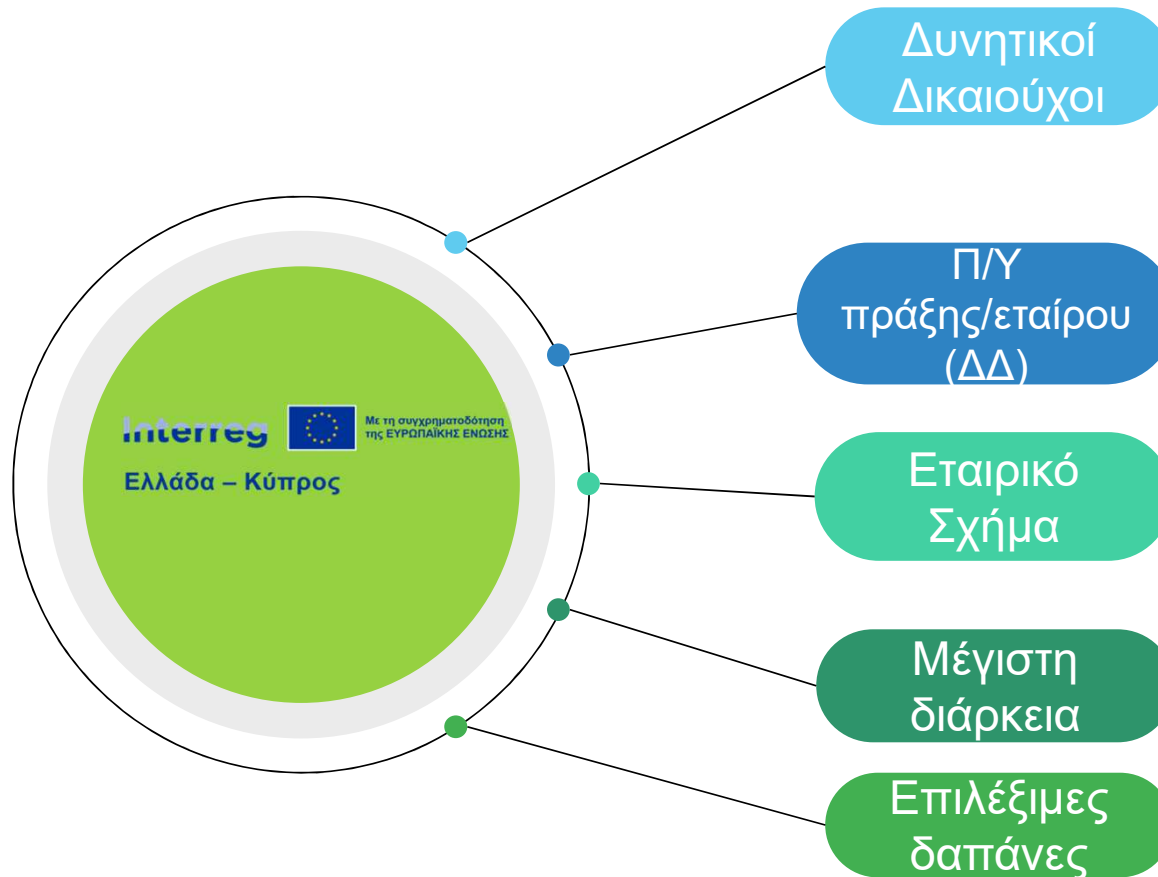 Δυνητικοί
Δικαιούχοι
Π/Υ
πράξης/εταίρου
(ΔΔ)
Interreg
Με τη συγχρηματοδότηση
της ΕΥΡΩΠΑΪΚΗΣ ΕΝΩΣΗΣ
Ελλάδα – Κύπρος
Εταιρικό
Σχήμα
Μέγιστη
διάρκεια
Επιλέξιμες
δαπάνες